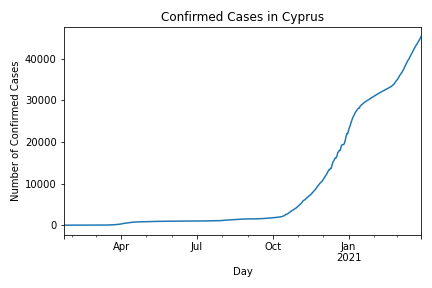 Confirmed Cases in Cyprus
Number of Confirmed Cases
40000
30000
20000
10000
0
Apr
Jul
Oct
Jan
2021
Day